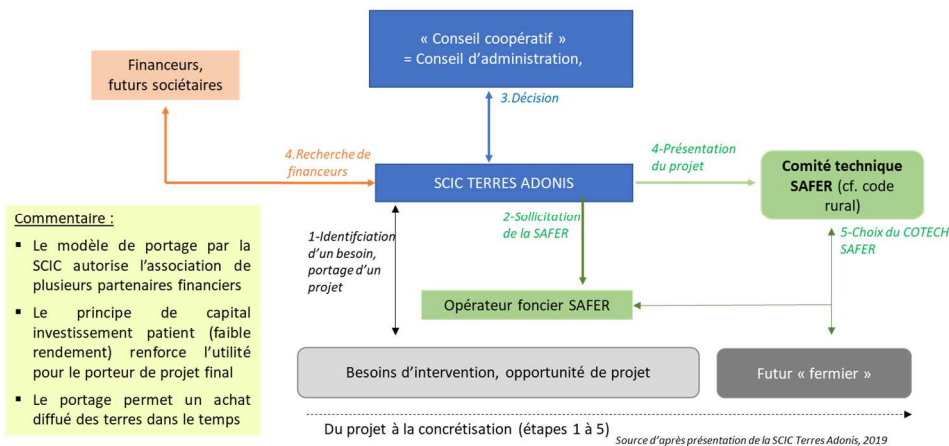 « Conseil coopératif »
= Conseil d'administration,
Financeurs,
futurs sociétaires
3.Décision
4.Recherche de
financeurs
SCIC TERRES ADONIS
4-Présentation
du projet
Comité technique
SAFER (cf. code
rural)
Commentaire :
▪ Le modèle de portage par la
SCIC autorise l'association de
plusieurs partenaires financiers
▪ Le principe de capital
investissement patient (faible
rendement) renforce l'utilité
pour le porteur de projet final
▪ Le portage permet un achat
diffué des terres dans le temps
1-Identifciation
d'un besoin,
portage d'un
projet
2-Sollicitation
de la SAFER
5-Choix du COTECH
SAFER
Opérateur foncier SAFER
Besoins d'intervention, opportunité de projet
Futur « fermier »
Du projet à la concrétisation (étapes 1 à 5)
Source d'après présentation de la SCIC Terres Adonis, 2019